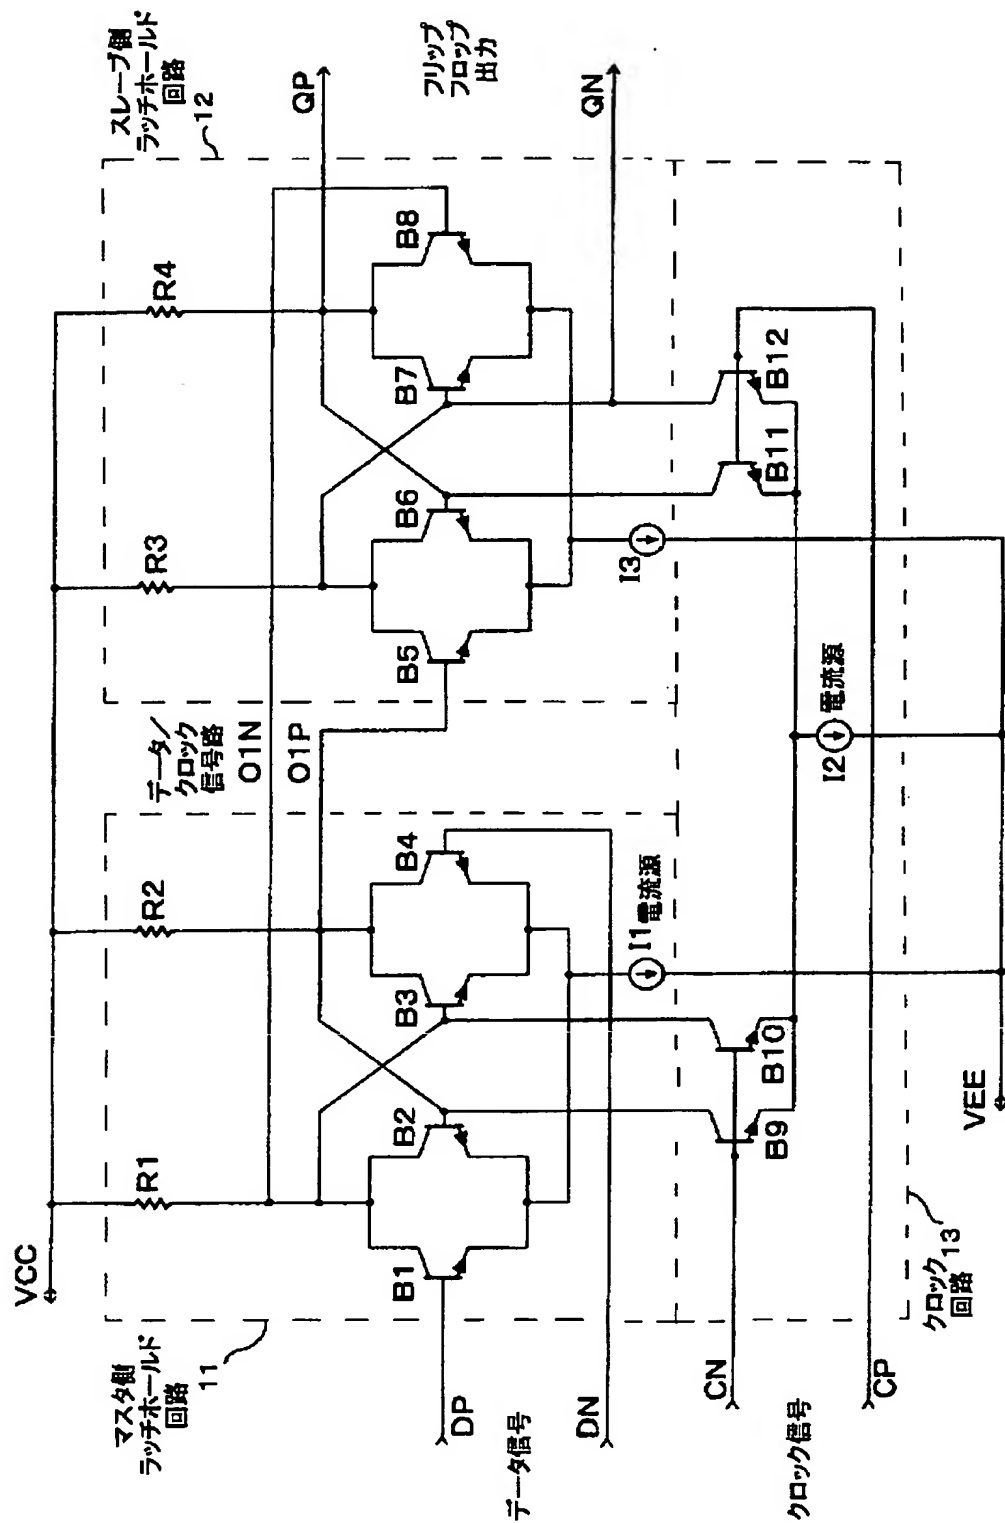 スレーブ側
ラッチホールド
回路
12
QP
フリップ
フロップ
出力
QN
R4
B8
B7
B12
R3
B6
B5
B11
I3
データ/
クロック
信号路
O1N
O1P
I2
電流源
R2
B4
B3
I1
電流源
B10
R1
B2
B1
B9
VCC
VEE
マスタ側
ラッチホールド
回路
11
クロック
回路
13
DP
データ信号
DN
CN
クロック信号
CP